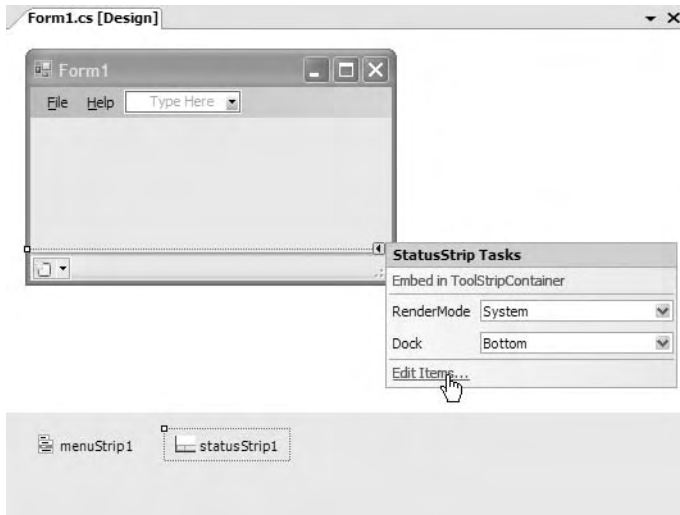 Form1.cs [Design]
Form1
File Help Type Here
StatusStrip Tasks
Embed in ToolStripContainer
RenderMode System
Dock Bottom
Edit Items...
menuStrip1 statusStrip1